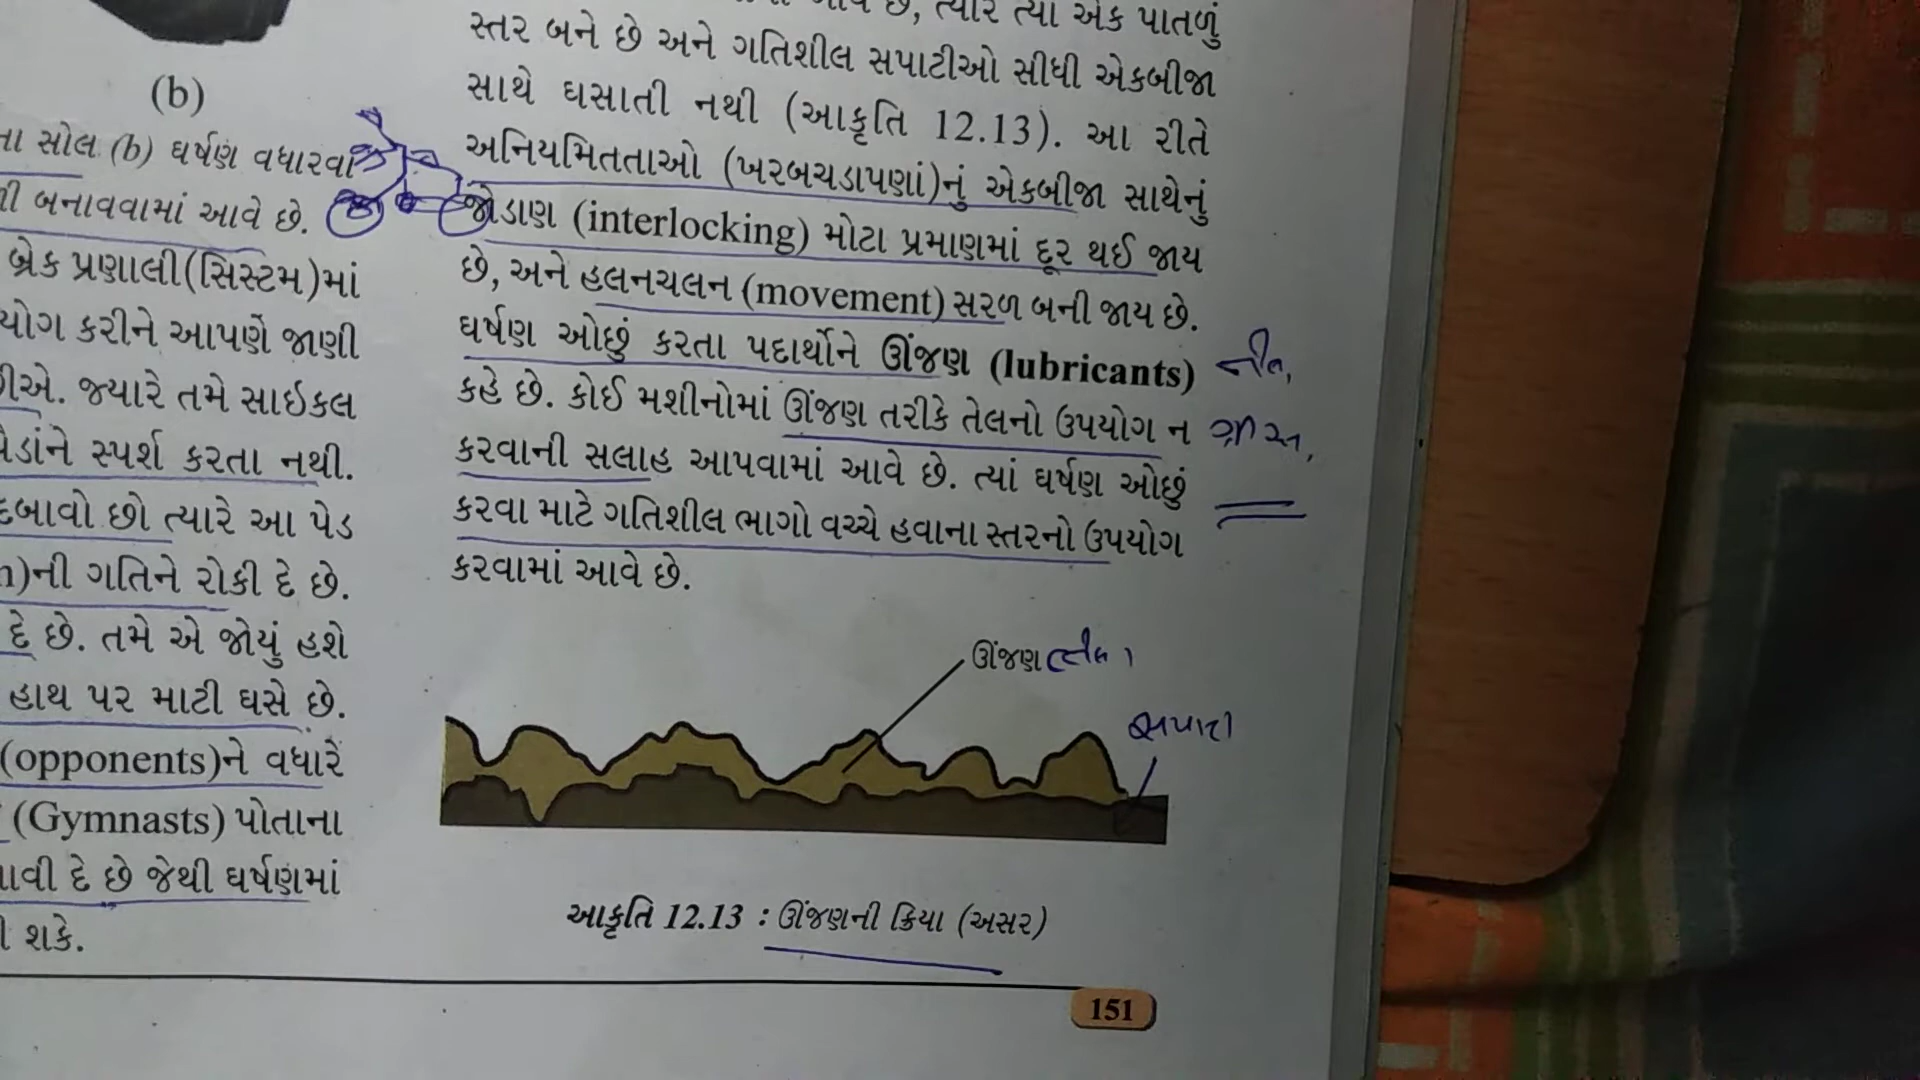 (b)
સોલ (b) ઘર્ષણ વધારવા
બનાવવામાં આવે છે.
બ્રેક પ્રણાલી(સિસ્ટમ)માં
કરીને આપણે જાણી
જ્યારે તમે સાઇકલ
સ્પર્શ કરતા નથી.
દબાવો છો ત્યારે આ પેડ
ગતિને રોકી દે છે.
દે છે. તમે એ જોયું હશે
હાથ પર માટી ઘસે છે.
(opponents)ને વધારે
(Gymnasts) પોતાના
દે છે જેથી ઘર્ષણમાં
શકે.
છે, ત્યારે ત્યાં એક પાતળું
સ્તર બને છે અને ગતિશીલ સપાટીઓ સીધી એકબીજા
સાથે ઘસાતી નથી (આકૃતિ 12.13). આ રીતે
અનિયમિતતાઓ (ખરબચડાપણાં)નું એકબીજા સાથેનું
જોડાણ (interlocking) મોટા પ્રમાણમાં દૂર થઈ જાય
છે, અને હલનચલન (movement) સરળ બની જાય છે.
ઘર્ષણ ઓછું કરતા પદાર્થોને ઊંજણ (lubricants)
કહે છે. કોઈ મશીનોમાં ઊંજણ તરીકે તેલનો ઉપયોગ ન
કરવાની સલાહ આપવામાં આવે છે. ત્યાં ઘર્ષણ ઓછું
કરવા માટે ગતિશીલ ભાગો વચ્ચે હવાના સ્તરનો ઉપયોગ
કરવામાં આવે છે.
ઊંજણ
સપાટી
આકૃતિ 12.13 : ઊંજણની ક્રિયા (અસર)
151